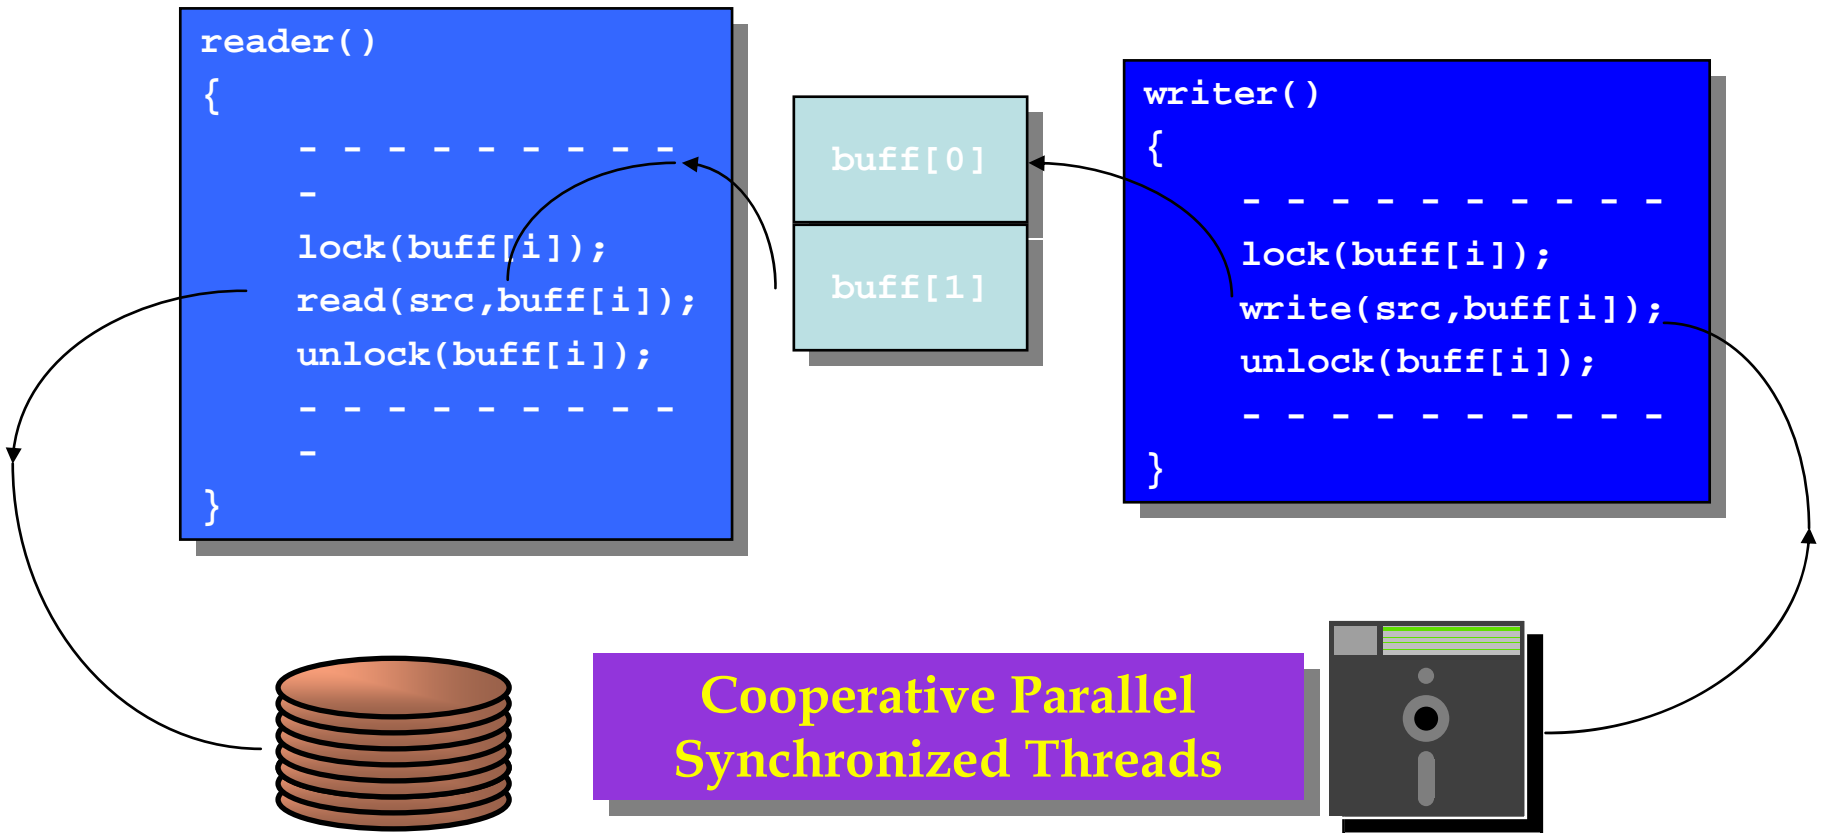 reader()
{
- - - - - - - - -
-
lock(buff[i]);
read(src,buff[i]);
unlock(buff[i]);
- - - - - - - - -
-
}
buff[0]
buff[1]
writer()
{
- - - - - - - - - -
lock(buff[i]);
write(src,buff[i]);
unlock(buff[i]);
- - - - - - - - - -
}
Cooperative Parallel
Synchronized Threads